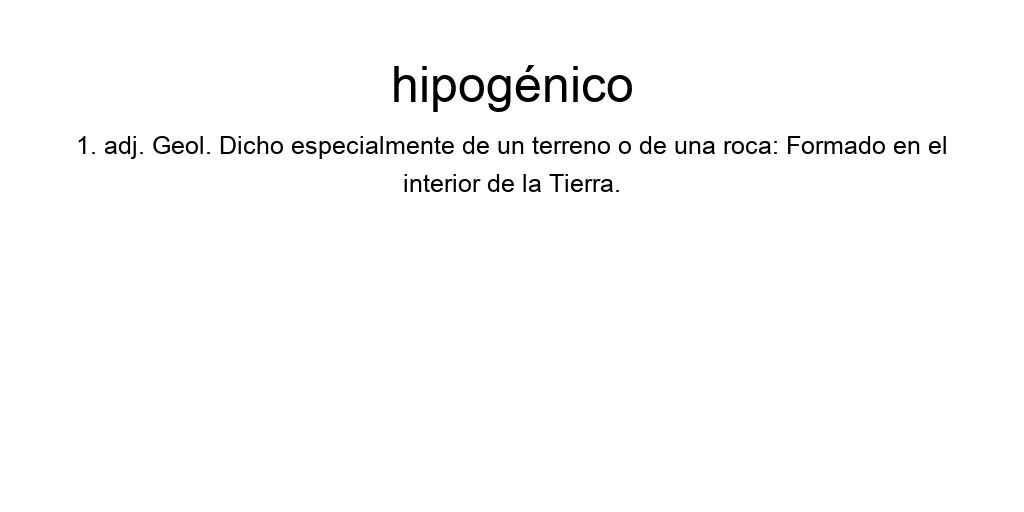 hipogénico
1. adj. Geol. Dicho especialmente de un terreno o de una roca: Formado en el
interior de la Tierra.